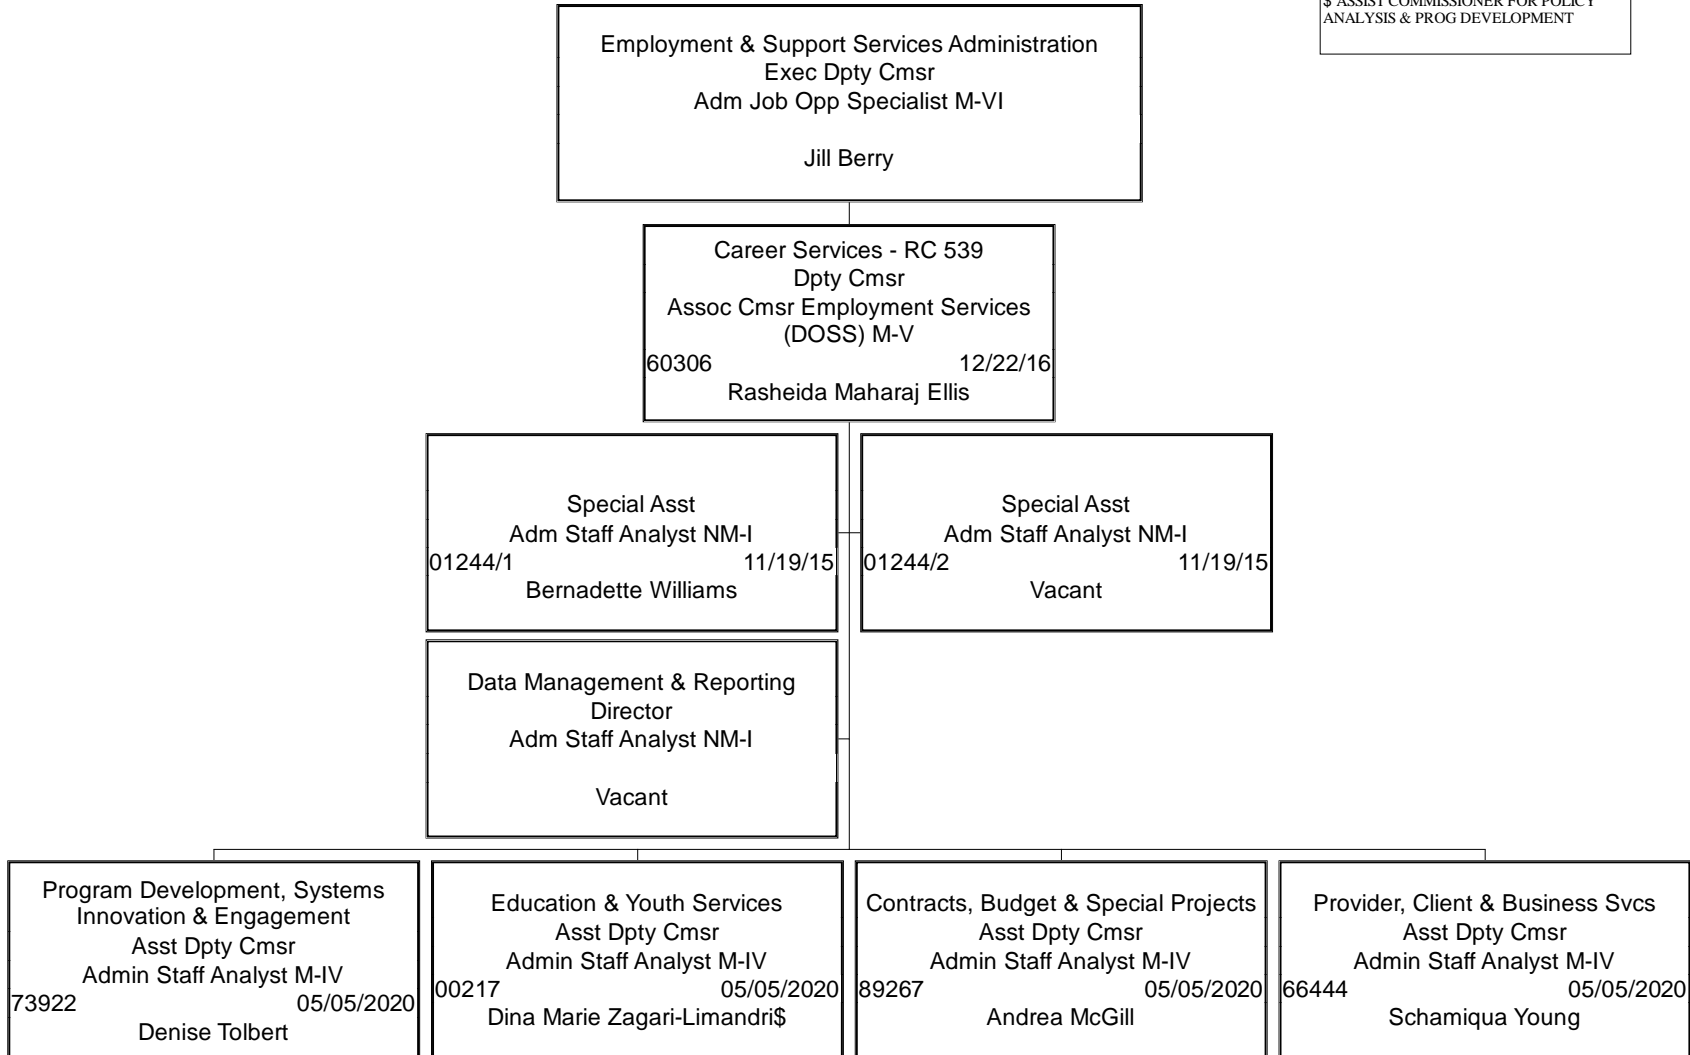 $ ASSIST COMMISSIONER FOR POLICY
ANALYSIS & PROG DEVELOPMENT
Employment & Support Services Administration
Exec Dpty Cmsr
Adm Job Opp Specialist M-VI
Jill Berry
Career Services - RC 539
Dpty Cmsr
Assoc Cmsr Employment Services
(DOSS) M-V
60306 12/22/16
Rasheida Maharaj Ellis
Special Asst
Adm Staff Analyst NM-I
01244/1 11/19/15
Bernadette Williams
Special Asst
Adm Staff Analyst NM-I
01244/2 11/19/15
Vacant
Data Management & Reporting
Director
Adm Staff Analyst NM-I
Vacant
Program Development, Systems
Innovation & Engagement
Asst Dpty Cmsr
Admin Staff Analyst M-IV
73922 05/05/2020
Denise Tolbert
Education & Youth Services
Asst Dpty Cmsr
Admin Staff Analyst M-IV
00217 05/05/2020
Dina Marie Zagari-Limandri$
Contracts, Budget & Special Projects
Asst Dpty Cmsr
Admin Staff Analyst M-IV
89267 05/05/2020
Andrea McGill
Provider, Client & Business Svcs
Asst Dpty Cmsr
Admin Staff Analyst M-IV
66444 05/05/2020
Schamiqua Young